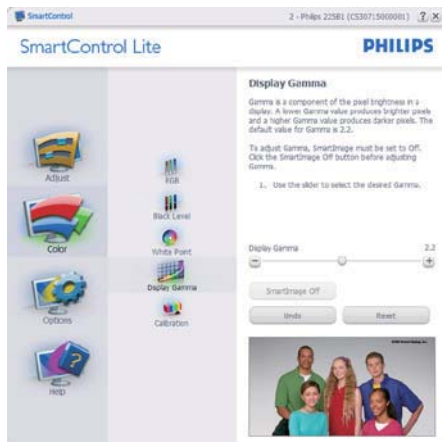 SmartControl
2 - Philips 225B1 (CS30715000001)
? X
SmartControl Lite
PHILIPS
Adjust
Color
Options
Help
RGB
Black Level
White Point
Display Gamma
Calibration
Display Gamma
Gamma is a component of the pixel brightness in a
display. A lower Gamma value produces brighter pixels
and a higher Gamma value produces darker pixels. The
default value for Gamma is 2.2.
To adjust Gamma, SmartImage must be set to Off.
Click the SmartImage Off button before adjusting
Gamma.
1. Use the slider to select the desired Gamma.
Display Gamma 2.2
SmartImage Off
Undo Reset